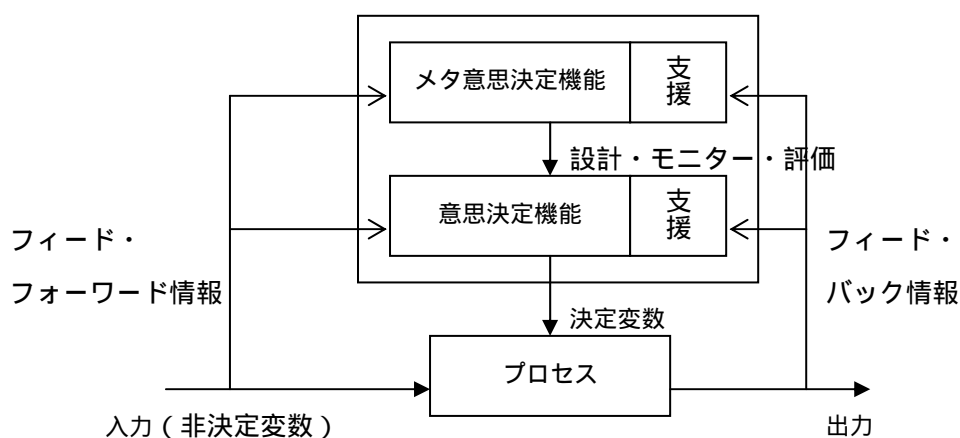 メタ意思決定機能
支援
設計・モニター・評価
意思決定機能
支援
フィード・
フォーワード情報
フィード・
バック情報
決定変数
プロセス
入力(非決定変数)
出力